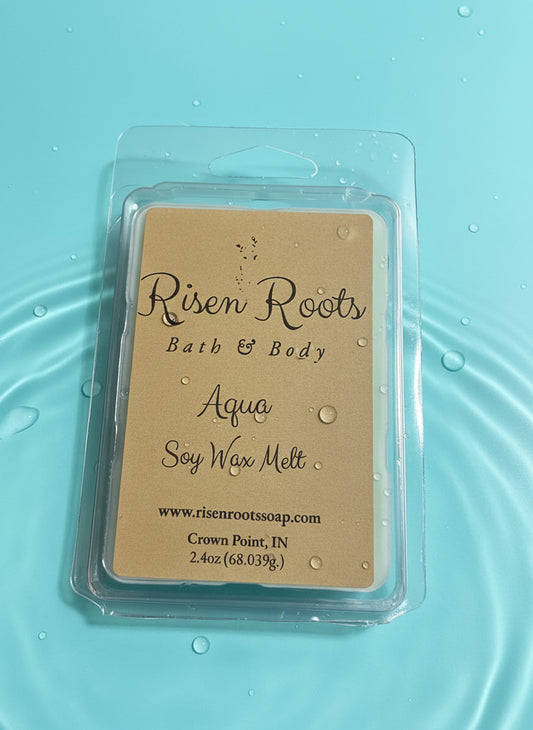 Risen Roots
Bath & Body
Aqua
Soy Wax Melt
www.risenrootssoap.com
Crown Point, IN
2.4oz (68.039g.)